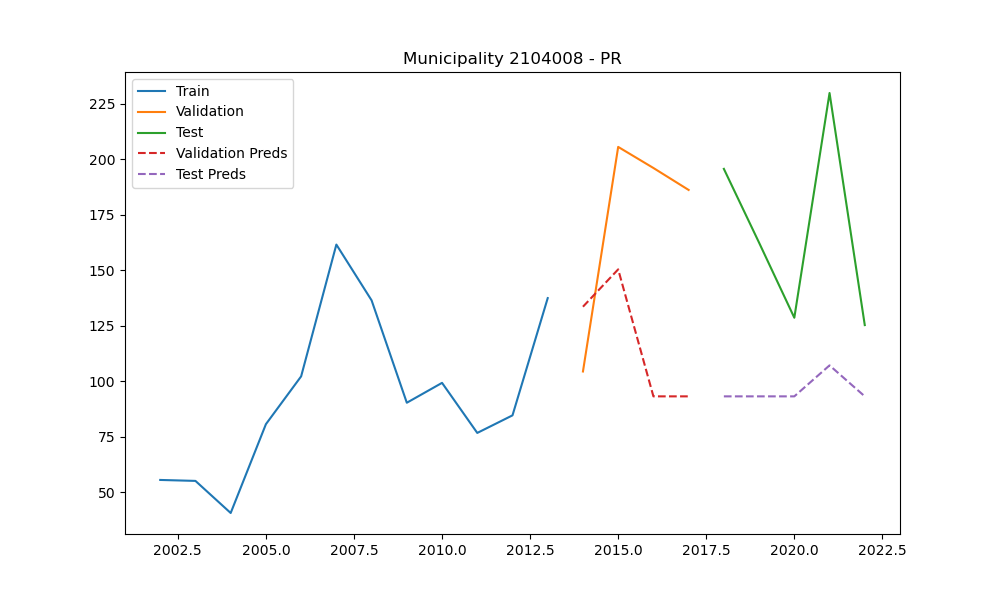 Municipality 2104008 - PR
Train
Validation
Test
Validation Preds
Test Preds
225
200
175
150
125
100
75
50
2002.5 2005.0 2007.5 2010.0 2012.5 2015.0 2017.5 2020.0 2022.5